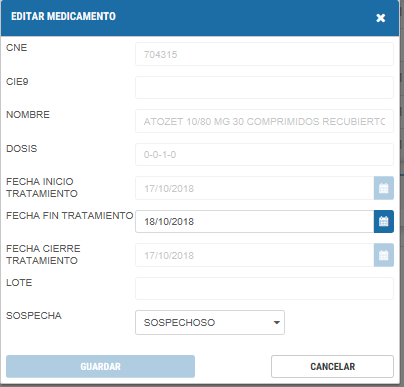 EDITAR MEDICAMENTO
CNE
704315
CIE9
NOMBRE
ATOZET 10/80 MG 30 COMPRIMIDOS RECUBIERTO
DOSIS
0-0-1-0
FECHA INICIO
TRATAMIENTO
17/10/2018
FECHA FIN TRATAMIENTO
18/10/2018
FECHA CIERRE
TRATAMIENTO
17/10/2018
LOTE
SOSPECHA
SOSPECHOSO
GUARDAR
CANCELAR